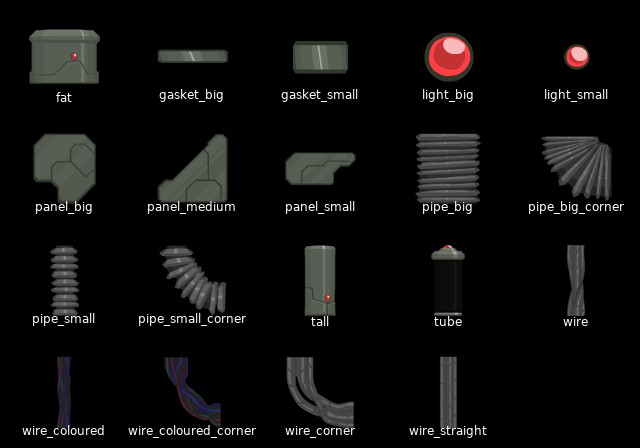 fat
gasket_big
gasket_small
light_big
light_small
panel_big
panel_medium
panel_small
pipe_big
pipe_big_corner
pipe_small
pipe_small_corner
tall
tube
wire
wire_coloured
wire_coloured_corner
wire_corner
wire_straight